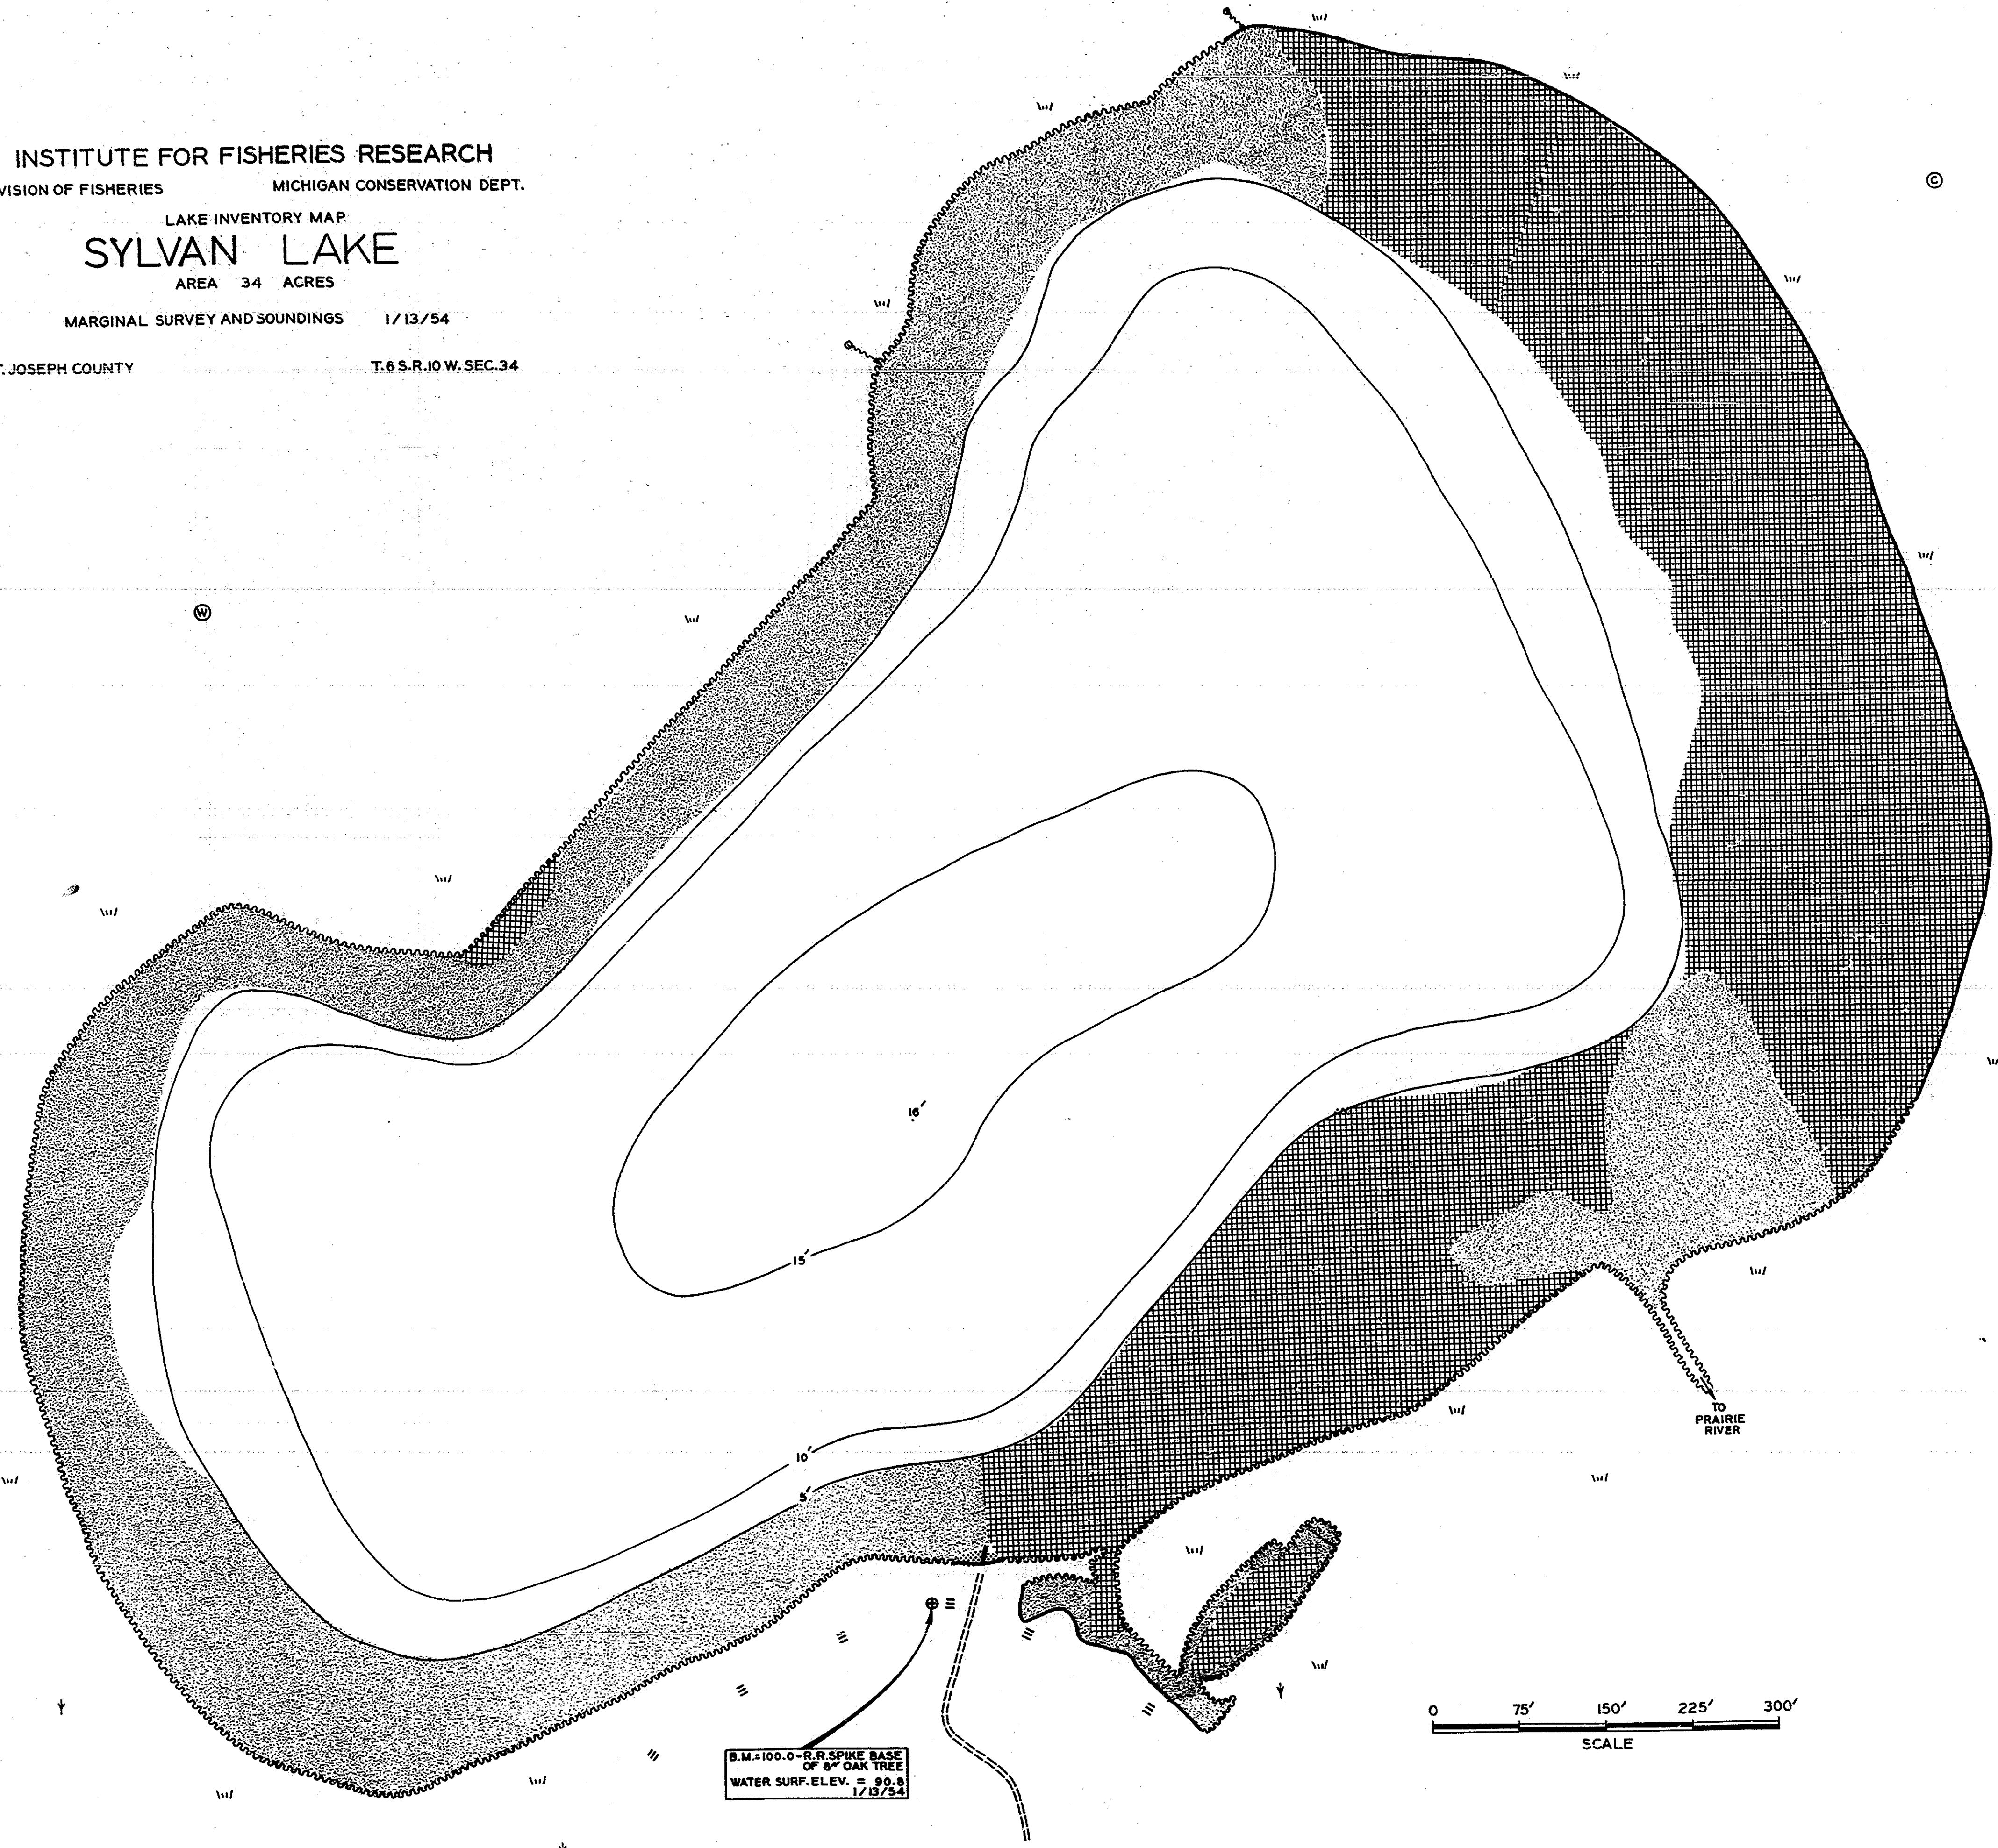 INSTITUTE FOR FISHERIES RESEARCH
VISION OF FISHERIES MICHIGAN CONSERVATION DEPT.
LAKE INVENTORY MAP
SYLVAN LAKE
AREA 34 ACRES
MARGINAL SURVEY AND SOUNDINGS 1/13/54
T. JOSEPH COUNTY T.6 S.R.10 W. SEC.34
C
W
16′
15′
10′
5′
TO
PRAIRIE
RIVER
B.M.=100.0-R.R.SPIKE BASE
OF 8″ OAK TREE
WATER SURF. ELEV. = 90.8
1/13/54
0 75′ 150′ 225′ 300′
SCALE